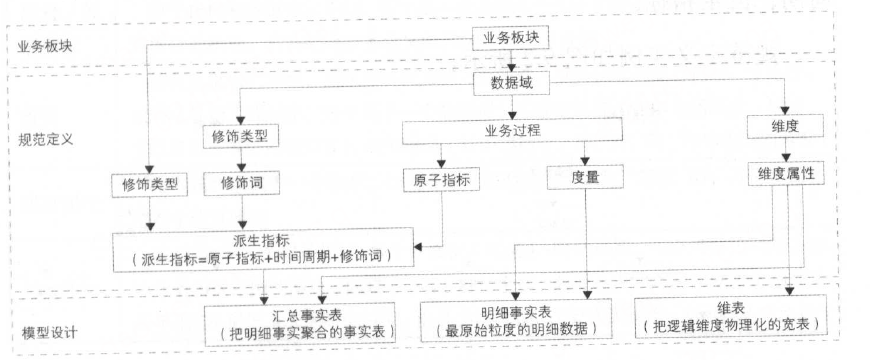 业务板块
业务板块
数据域
规范定义
修饰类型
业务过程
维度
修饰类型
修饰词
原子指标
度量
维度属性
派生指标
（派生指标=原子指标+时间周期+修饰词）
模型设计
汇总事实表
（把明细事实聚合的事实表）
明细事实表
（最原始粒度的明细数据）
维表
（把逻辑维度物理化的宽表）